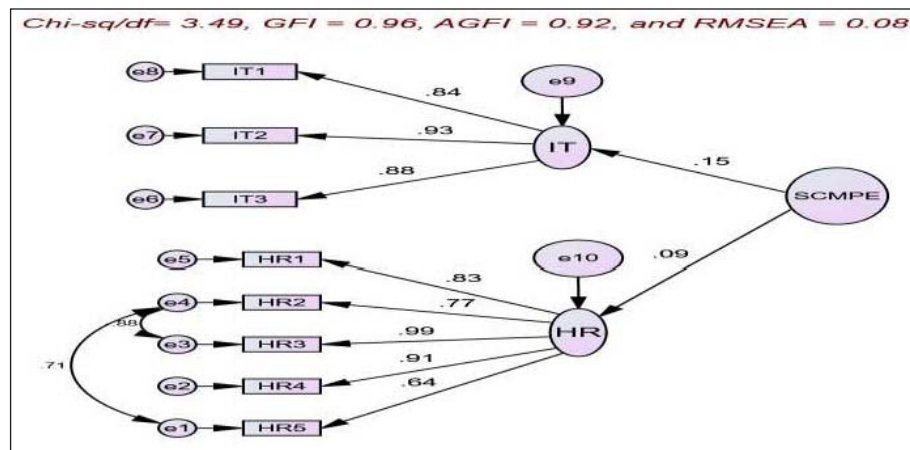 Chi-sq/df= 3.49, GFI = 0.96, AGFI = 0.92, and RMSEA = 0.08
e8 IT1
.84
e9
e7 IT2
.93
IT
e6 IT3
.88
.15
SCMPE
e5 HR1
.83
e10
.09
e4 HR2
.77
HR
.88
e3 HR3
.99
.71
e2 HR4
.91
e1 HR5
.64